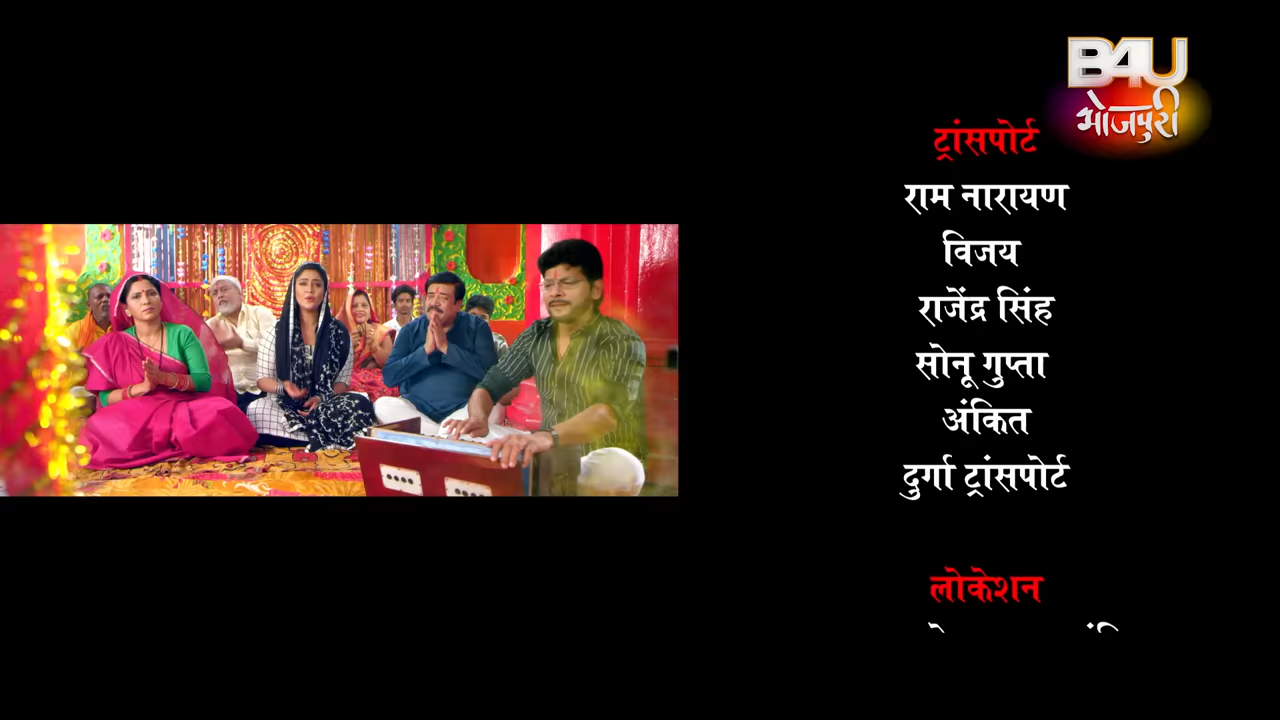 B4U
भोजपुरी
ट्रांसपोर्ट
राम नारायण
विजय
राजेंद्र सिंह
सोनू गुप्ता
अंकित
दुर्गा ट्रांसपोर्ट
लोकेशन